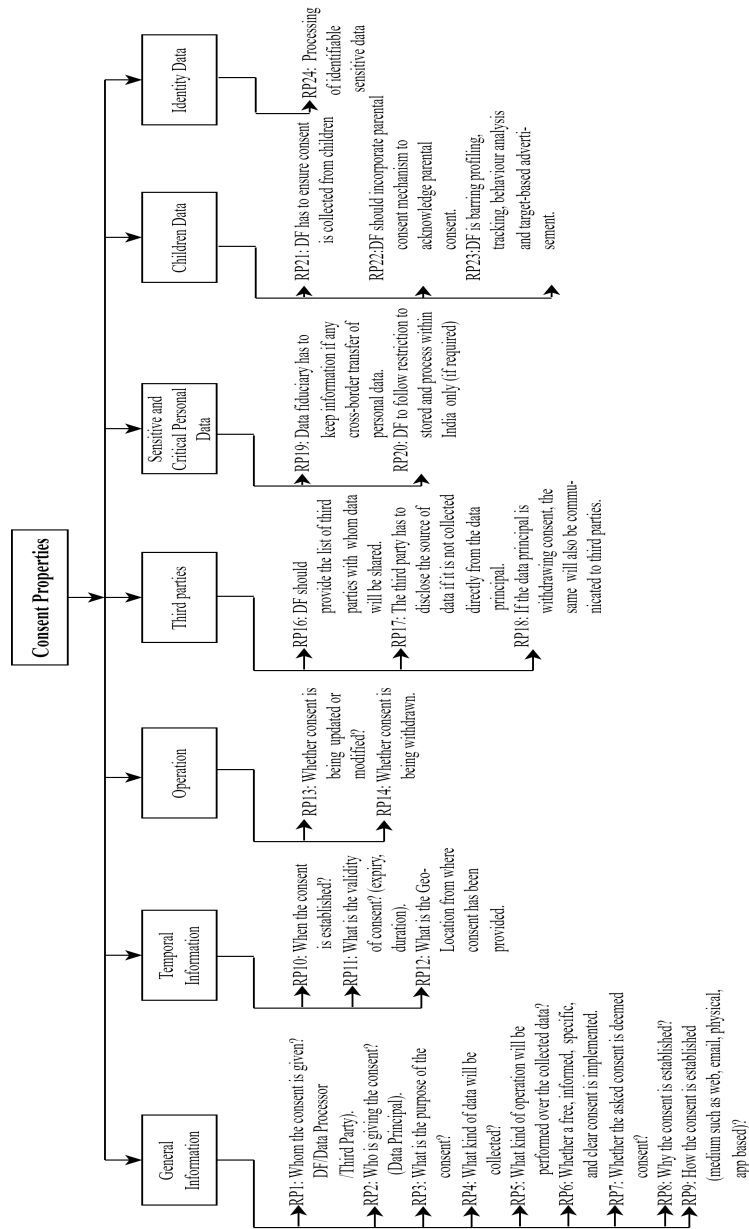 Consent Properties
General
Information
RP1: Whom the consent is given?
DF/Data Processor
/Third Party).
RP2: Who is giving the consent?
(Data Principal).
RP3: What is the purpose of the
consent?
RP4: What kind of data will be
collected?
RP5: What kind of operation will be
performed over the collected data?
RP6: Whether a free, informed, specific,
and clear consent is implemented.
RP7: Whether the asked consent is deemed
consent?
RP8: Why the consent is established?
RP9: How the consent is established
(medium such as web, email, physical,
app based)?
Temporal
Information
RP10: When the consent
is established?
RP11: What is the validity
of consent? (expiry,
duration).
RP12: What is the Geo-
Location from where
consent has been
provided.
Operation
RP13: Whether consent is
being updated or
modified?
RP14: Whether consent is
being withdrawn.
Third parties
RP16: DF should
provide the list of third
parties with whom data
will be shared.
RP17: The third party has to
disclose the source of
data if it is not collected
directly from the data
principal.
RP18: If the data principal is
withdrawing consent, the
same will also be commu-
nicated to third parties.
Sensitive and
Critical Personal
Data
RP19: Data fiduciary has to
keep information if any
cross-border transfer of
personal data.
RP20: DF to follow restriction to
stored and process within
India only (if required)
Children Data
RP21: DF has to ensure consent
is collected from children
RP22:DF should incorporate parental
consent mechanism to
acknowledge parental
consent.
RP23:DF is barring profiling,
tracking, behaviour analysis
and target-based adverti-
sement.
Identity Data
RP24: Processing
of identifiable
sensitive data